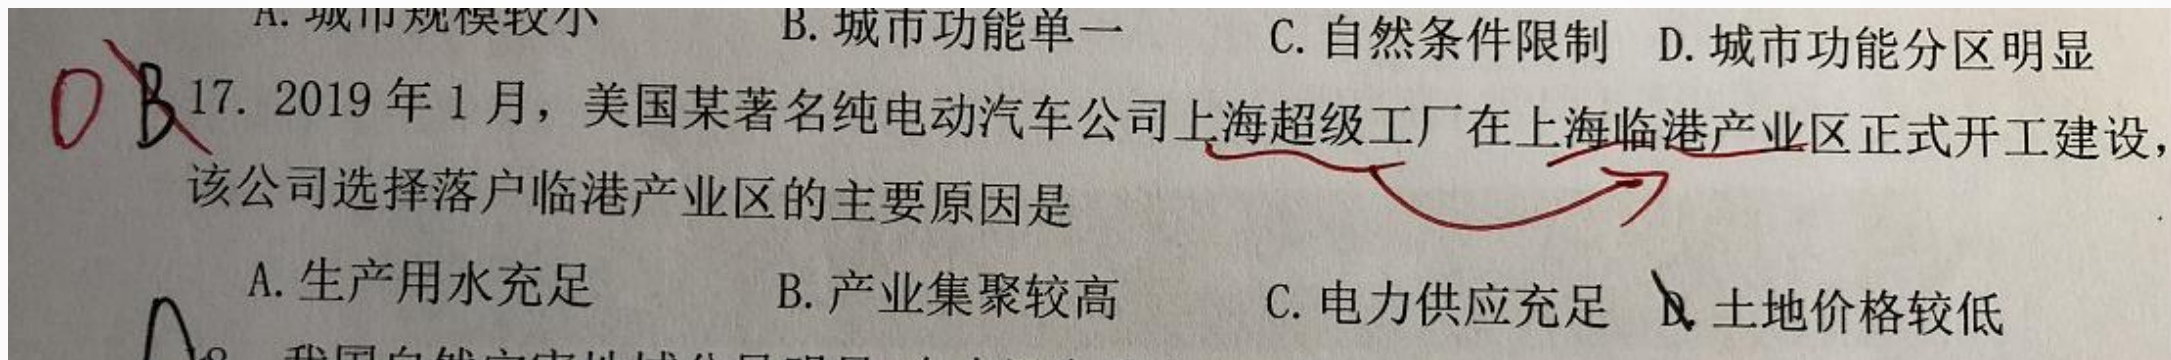 A. 城市规模较小 B. 城市功能单一 C. 自然条件限制 D. 城市功能分区明显
B 17. 2019 年 1 月，美国某著名纯电动汽车公司上海超级工厂在上海临港产业区正式开工建设，
该公司选择落户临港产业区的主要原因是
A. 生产用水充足 B. 产业集聚较高 C. 电力供应充足 D. 土地价格较低